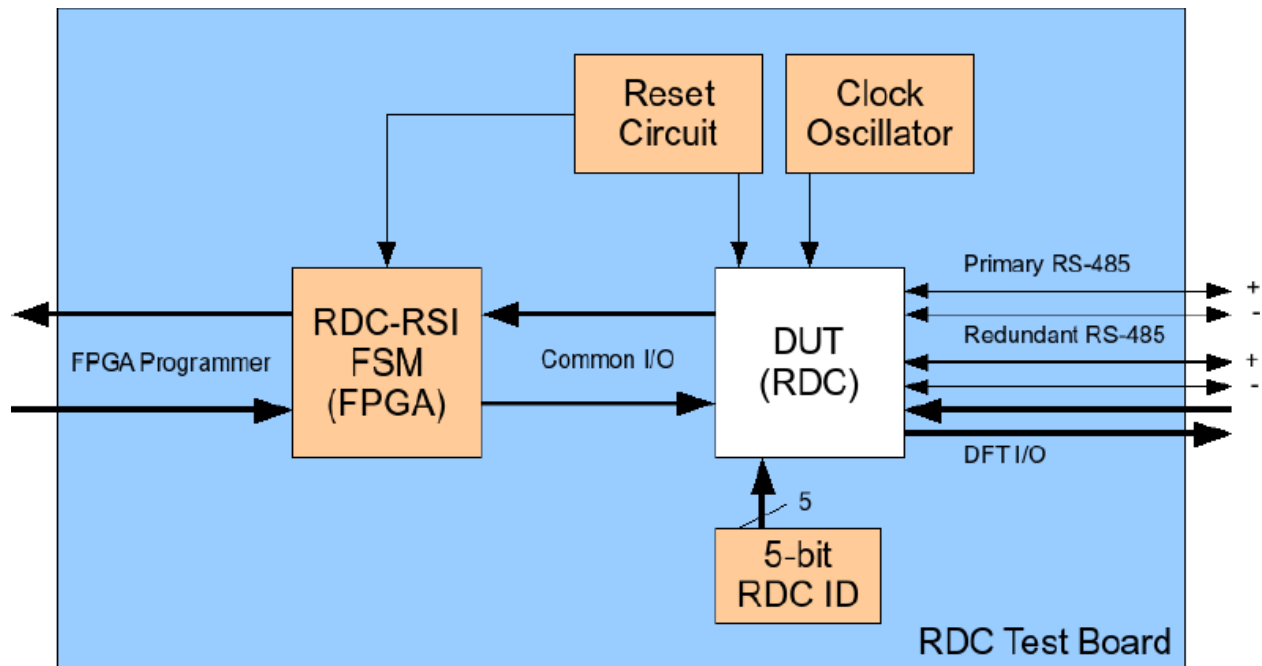 Reset
Circuit
Clock
Oscillator
Primary RS-485
+
-
Redundant RS-485
+
-
RDC-RSI
FSM
(FPGA)
FPGA Programmer
Common I/O
DUT
(RDC)
DFT I/O
5
5-bit
RDC ID
RDC Test Board